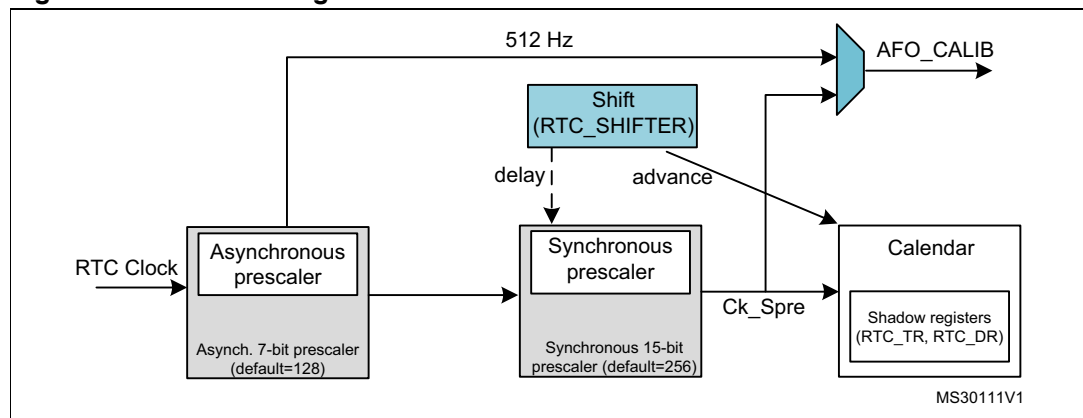 512 Hz
AFO_CALIB
Shift
(RTC_SHIFTER)
delay
advance
RTC Clock
Asynchronous
prescaler
Asynch. 7-bit prescaler
(default=128)
Synchronous
prescaler
Synchronous 15-bit
prescaler (default=256)
Ck_Spre
Calendar
Shadow registers
(RTC_TR, RTC_DR)
MS30111V1